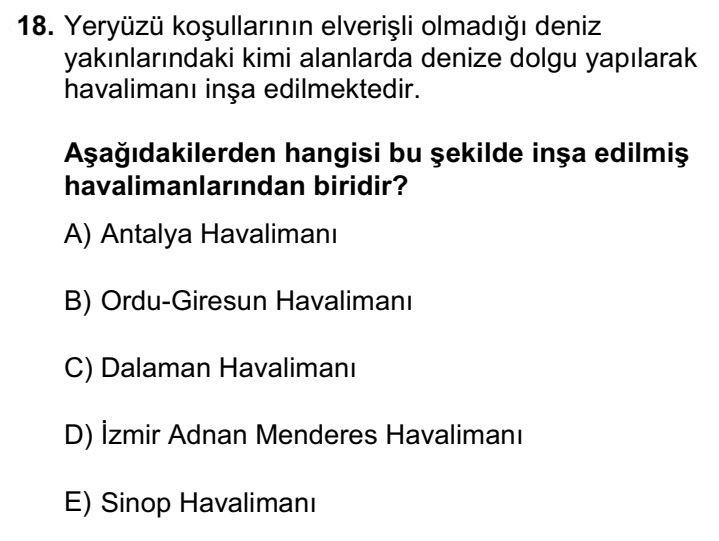 18. Yeryüzü koşullarının elverişli olmadığı deniz
yakınlarındaki kimi alanlarda denize dolgu yapılarak
havalimanı inşa edilmektedir.
Aşağıdakilerden hangisi bu şekilde inşa edilmiş
havalimanlarından biridir?
A) Antalya Havalimanı
B) Ordu-Giresun Havalimanı
C) Dalaman Havalimanı
D) İzmir Adnan Menderes Havalimanı
E) Sinop Havalimanı